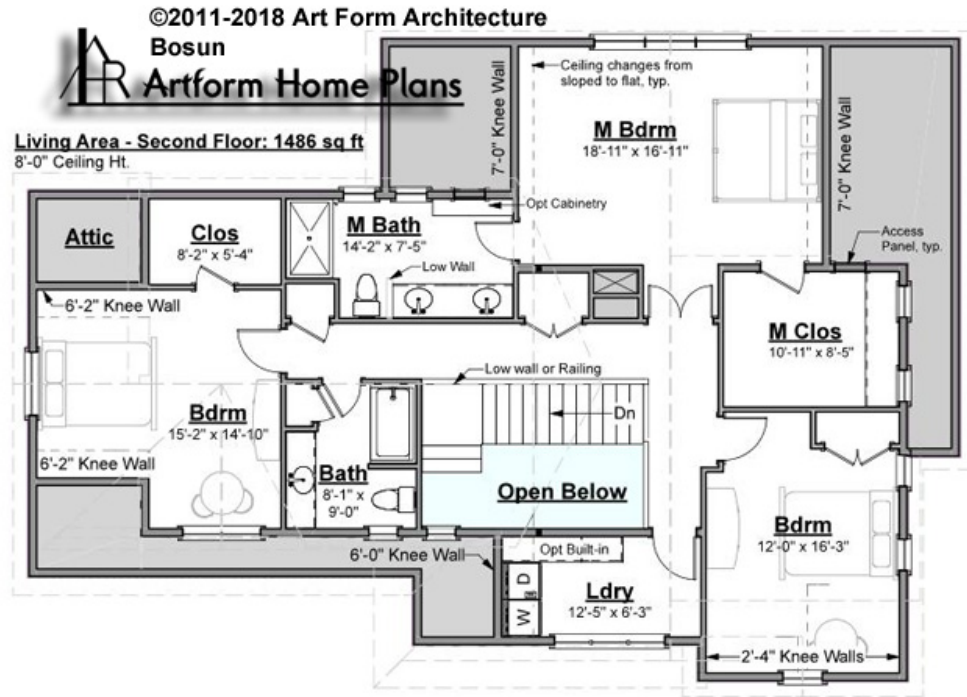 ©2011-2018 Art Form Architecture
Bosun
AHR
Artform Home Plans
Living Area - Second Floor: 1486 sq ft
8'-0" Ceiling Ht.
7'-0" Knee Wall
Ceiling changes from
sloped to flat, typ.
M Bdrm
18'-11" x 16'-11"
7'-0" Knee Wall
Opt Cabinetry
Attic
Clos
8'-2" x 5'-4"
M Bath
14'-2" x 7'-5"
Low Wall
Access
Panel, typ.
6'-2" Knee Wall
M Clos
10'-11" x 8'-5"
Low wall or Railing
Bdrm
15'-2" x 14'-10"
Dn
6'-2" Knee Wall
Bath
8'-1" x
9'-0"
Open Below
Bdrm
12'-0" x 16'-3"
6'-0" Knee Wall
Opt Built-in
D
W
Ldry
12'-5" x 6'-3"
2'-4" Knee Walls